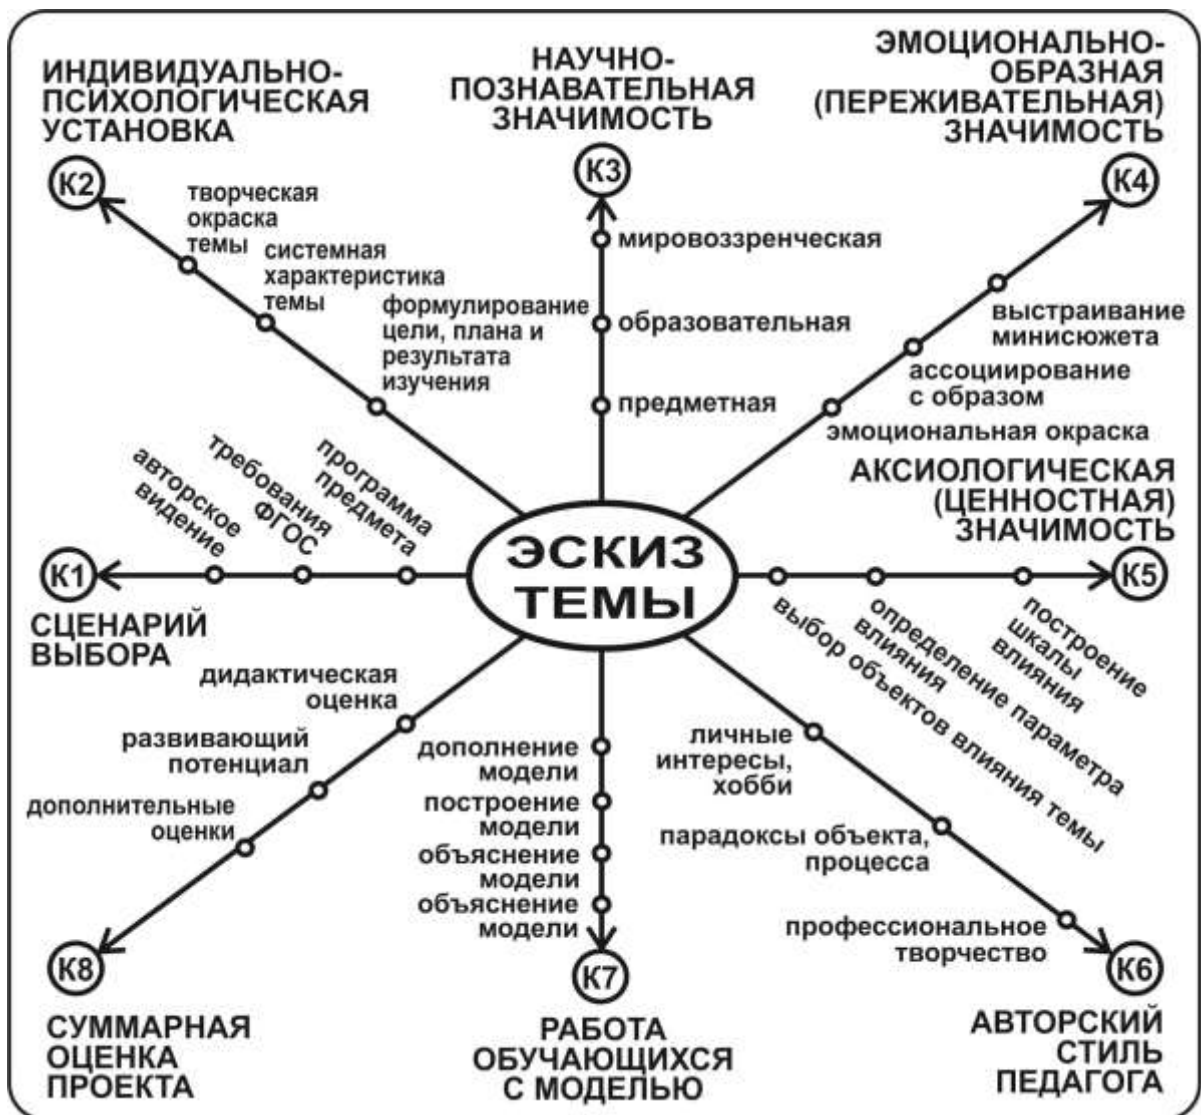 ИНДИВИДУАЛЬНО-
ПСИХОЛОГИЧЕСКАЯ
УСТАНОВКА
К2
творческая
окраска
темы
системная
характеристика
темы
формулирование
цели, плана и
результата
изучения
НАУЧНО-
ПОЗНАВАТЕЛЬНАЯ
ЗНАЧИМОСТЬ
К3
мировоззренческая
образовательная
предметная
ЭМОЦИОНАЛЬНО-
ОБРАЗНАЯ
(ПЕРЕЖИВАТЕЛЬНАЯ)
ЗНАЧИМОСТЬ
К4
выстраивание
минисюжета
ассоциирование
с образом
эмоциональная окраска
авторское
видение
требования
ФГОС
программа
предмета
К1
СЦЕНАРИЙ
ВЫБОРА
ЭСКИЗ
ТЕМЫ
АКСИОЛОГИЧЕСКАЯ
(ЦЕННОСТНАЯ)
ЗНАЧИМОСТЬ
К5
выбор объектов влияния темы
определение параметра
влияния
построение
шкалы
влияния
дидактическая
оценка
развивающий
потенциал
дополнительные
оценки
К8
СУММАРНАЯ
ОЦЕНКА
ПРОЕКТА
дополнение
модели
построение
модели
объяснение
модели
объяснение
модели
К7
РАБОТА
ОБУЧАЮЩИХСЯ
С МОДЕЛЬЮ
личные
интересы,
хобби
парадоксы объекта,
процесса
профессиональное
творчество
К6
АВТОРСКИЙ
СТИЛЬ
ПЕДАГОГА